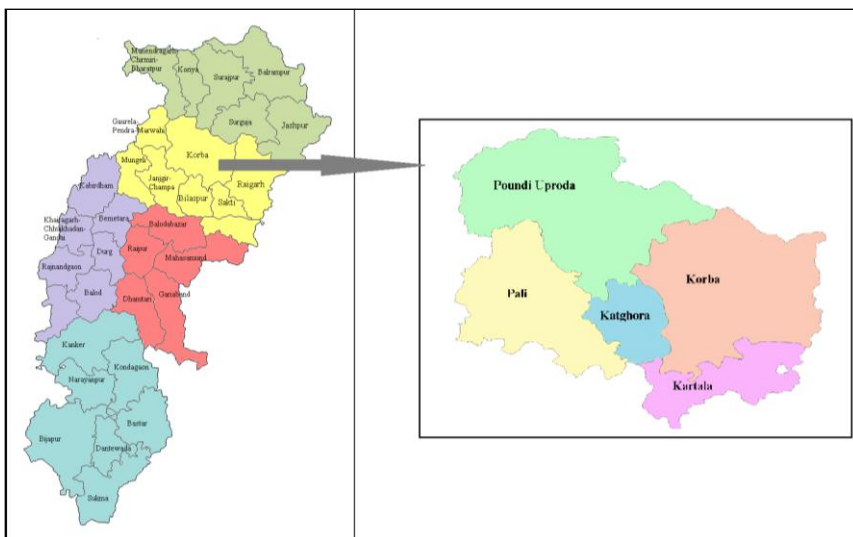 Manendragarh-
Chirmiri-
Bharatpur
Koriya
Surajpur
Balrampur
Surguja
Jashpur
Gaurela-
Pendra-Marwahi
Korba
Mungeli
Janjgir-
Champa
Bilaspur
Sakti
Raigarh
Kabirdham
Bemetara
Khairagarh-
Chhuikhadan-
Gandai
Durg
Rajnandgaon
Balod
Balodabazar
Raipur
Mahasamund
Dhamtari
Gariaband
Kanker
Kondagaon
Narayanpur
Bastar
Bijapur
Dantewada
Sukma
Poundi Uproda
Korba
Pali
Katghora
Kartala